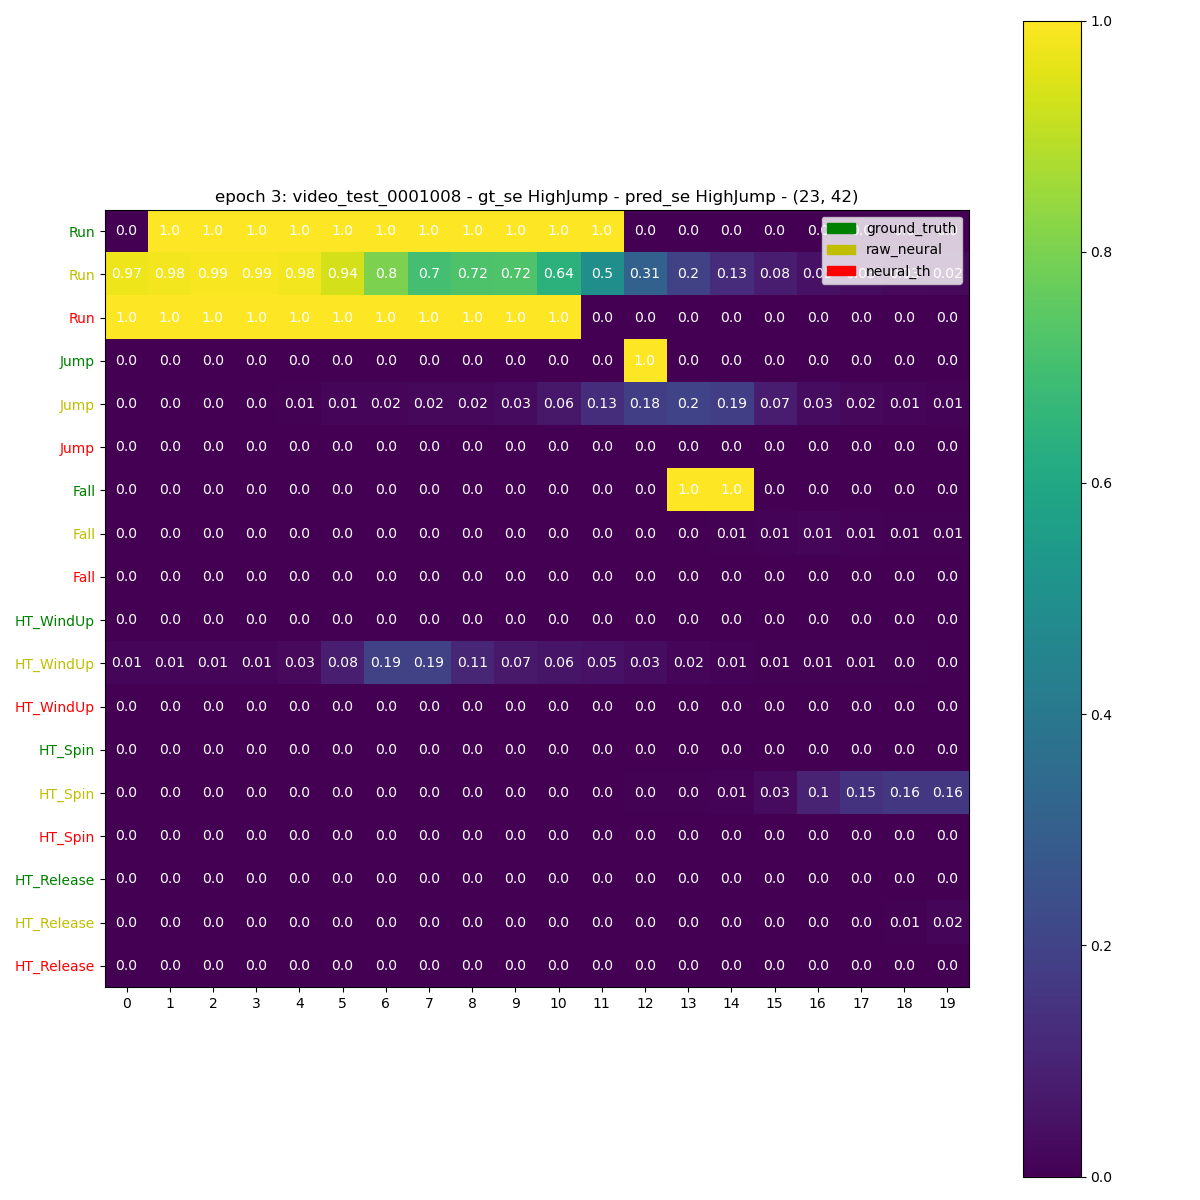 epoch 3: video_test_0001008 - gt_se HighJump - pred_se HighJump - (23, 42)
ground_truth
raw_neural
neural_th
Run 0.0 1.0 1.0 1.0 1.0 1.0 1.0 1.0 1.0 1.0 1.0 1.0 0.0 0.0 0.0 0.0
Run 0.97 0.98 0.99 0.99 0.98 0.94 0.8 0.7 0.72 0.72 0.64 0.5 0.31 0.2 0.13 0.08 0.02
Run 1.0 1.0 1.0 1.0 1.0 1.0 1.0 1.0 1.0 1.0 1.0 0.0 0.0 0.0 0.0 0.0 0.0 0.0 0.0 0.0
Jump 0.0 0.0 0.0 0.0 0.0 0.0 0.0 0.0 0.0 0.0 0.0 0.0 1.0 0.0 0.0 0.0 0.0 0.0 0.0 0.0
Jump 0.0 0.0 0.0 0.0 0.01 0.01 0.02 0.02 0.02 0.03 0.06 0.13 0.18 0.2 0.19 0.07 0.03 0.02 0.01 0.01
Jump 0.0 0.0 0.0 0.0 0.0 0.0 0.0 0.0 0.0 0.0 0.0 0.0 0.0 0.0 0.0 0.0 0.0 0.0 0.0 0.0
Fall 0.0 0.0 0.0 0.0 0.0 0.0 0.0 0.0 0.0 0.0 0.0 0.0 0.0 1.0 1.0 0.0 0.0 0.0 0.0 0.0
Fall 0.0 0.0 0.0 0.0 0.0 0.0 0.0 0.0 0.0 0.0 0.0 0.0 0.0 0.0 0.01 0.01 0.01 0.01 0.01 0.01
Fall 0.0 0.0 0.0 0.0 0.0 0.0 0.0 0.0 0.0 0.0 0.0 0.0 0.0 0.0 0.0 0.0 0.0 0.0 0.0 0.0
HT_WindUp 0.0 0.0 0.0 0.0 0.0 0.0 0.0 0.0 0.0 0.0 0.0 0.0 0.0 0.0 0.0 0.0 0.0 0.0 0.0 0.0
HT_WindUp 0.01 0.01 0.01 0.01 0.03 0.08 0.19 0.19 0.11 0.07 0.06 0.05 0.03 0.02 0.01 0.01 0.01 0.01 0.0 0.0
HT_WindUp 0.0 0.0 0.0 0.0 0.0 0.0 0.0 0.0 0.0 0.0 0.0 0.0 0.0 0.0 0.0 0.0 0.0 0.0 0.0 0.0
HT_Spin 0.0 0.0 0.0 0.0 0.0 0.0 0.0 0.0 0.0 0.0 0.0 0.0 0.0 0.0 0.0 0.0 0.0 0.0 0.0 0.0
HT_Spin 0.0 0.0 0.0 0.0 0.0 0.0 0.0 0.0 0.0 0.0 0.0 0.0 0.0 0.0 0.01 0.03 0.1 0.15 0.16 0.16
HT_Spin 0.0 0.0 0.0 0.0 0.0 0.0 0.0 0.0 0.0 0.0 0.0 0.0 0.0 0.0 0.0 0.0 0.0 0.0 0.0 0.0
HT_Release 0.0 0.0 0.0 0.0 0.0 0.0 0.0 0.0 0.0 0.0 0.0 0.0 0.0 0.0 0.0 0.0 0.0 0.0 0.0 0.0
HT_Release 0.0 0.0 0.0 0.0 0.0 0.0 0.0 0.0 0.0 0.0 0.0 0.0 0.0 0.0 0.0 0.0 0.0 0.0 0.01 0.02
HT_Release 0.0 0.0 0.0 0.0 0.0 0.0 0.0 0.0 0.0 0.0 0.0 0.0 0.0 0.0 0.0 0.0 0.0 0.0 0.0 0.0
0 1 2 3 4 5 6 7 8 9 10 11 12 13 14 15 16 17 18 19
1.0
0.8
0.6
0.4
0.2
0.0